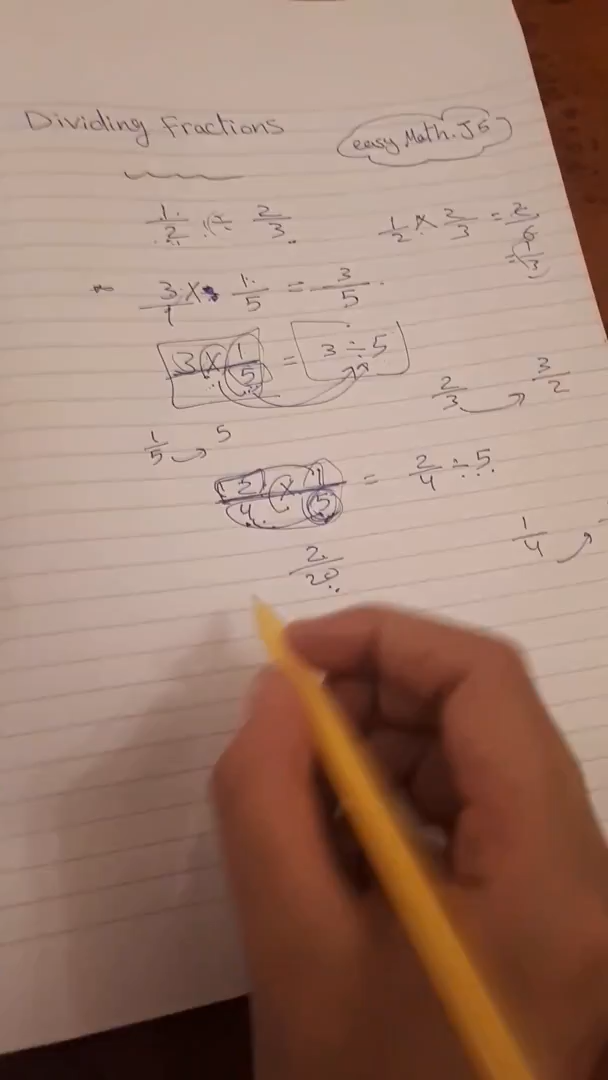 Dividing Fractions
easy Math.J5
1/2 ÷ 2/3
1/2 × 2/3 = 2/6
= 1/3
3/1 × 1/5 = 3/5
3 × 1/5 = 3 ÷ 5
2/3 3/2
1/5 5
2/4 × 1/5 = 2/4 ÷ 5
1/4
2/20